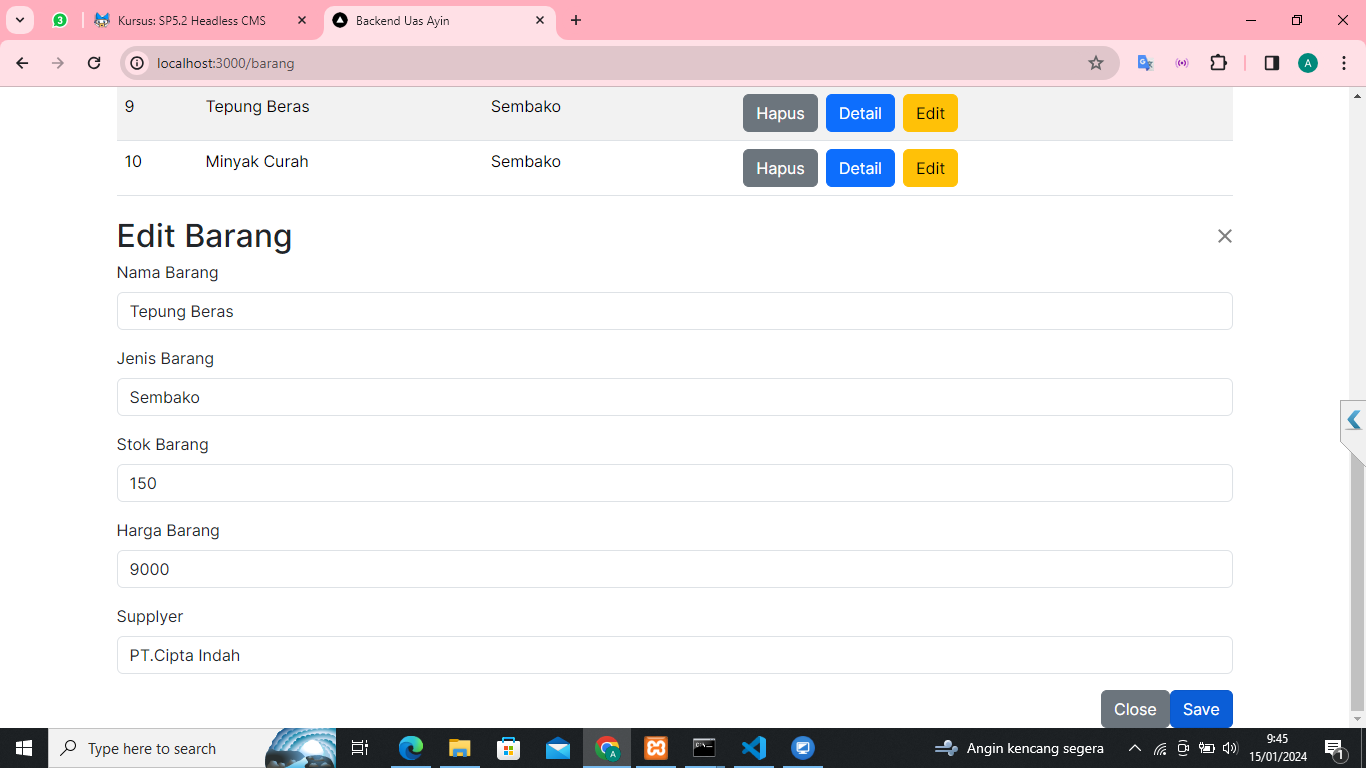 3
Kursus: SP5.2 Headless CMS
Backend Uas Ayin
localhost:3000/barang
A
9 Tepung Beras Sembako Hapus Detail Edit
10 Minyak Curah Sembako Hapus Detail Edit
Edit Barang
Nama Barang
Tepung Beras
Jenis Barang
Sembako
Stok Barang
150
Harga Barang
9000
Supplyer
PT.Cipta Indah
Close Save
Type here to search
Angin kencang segera
9:45
15/01/2024
1